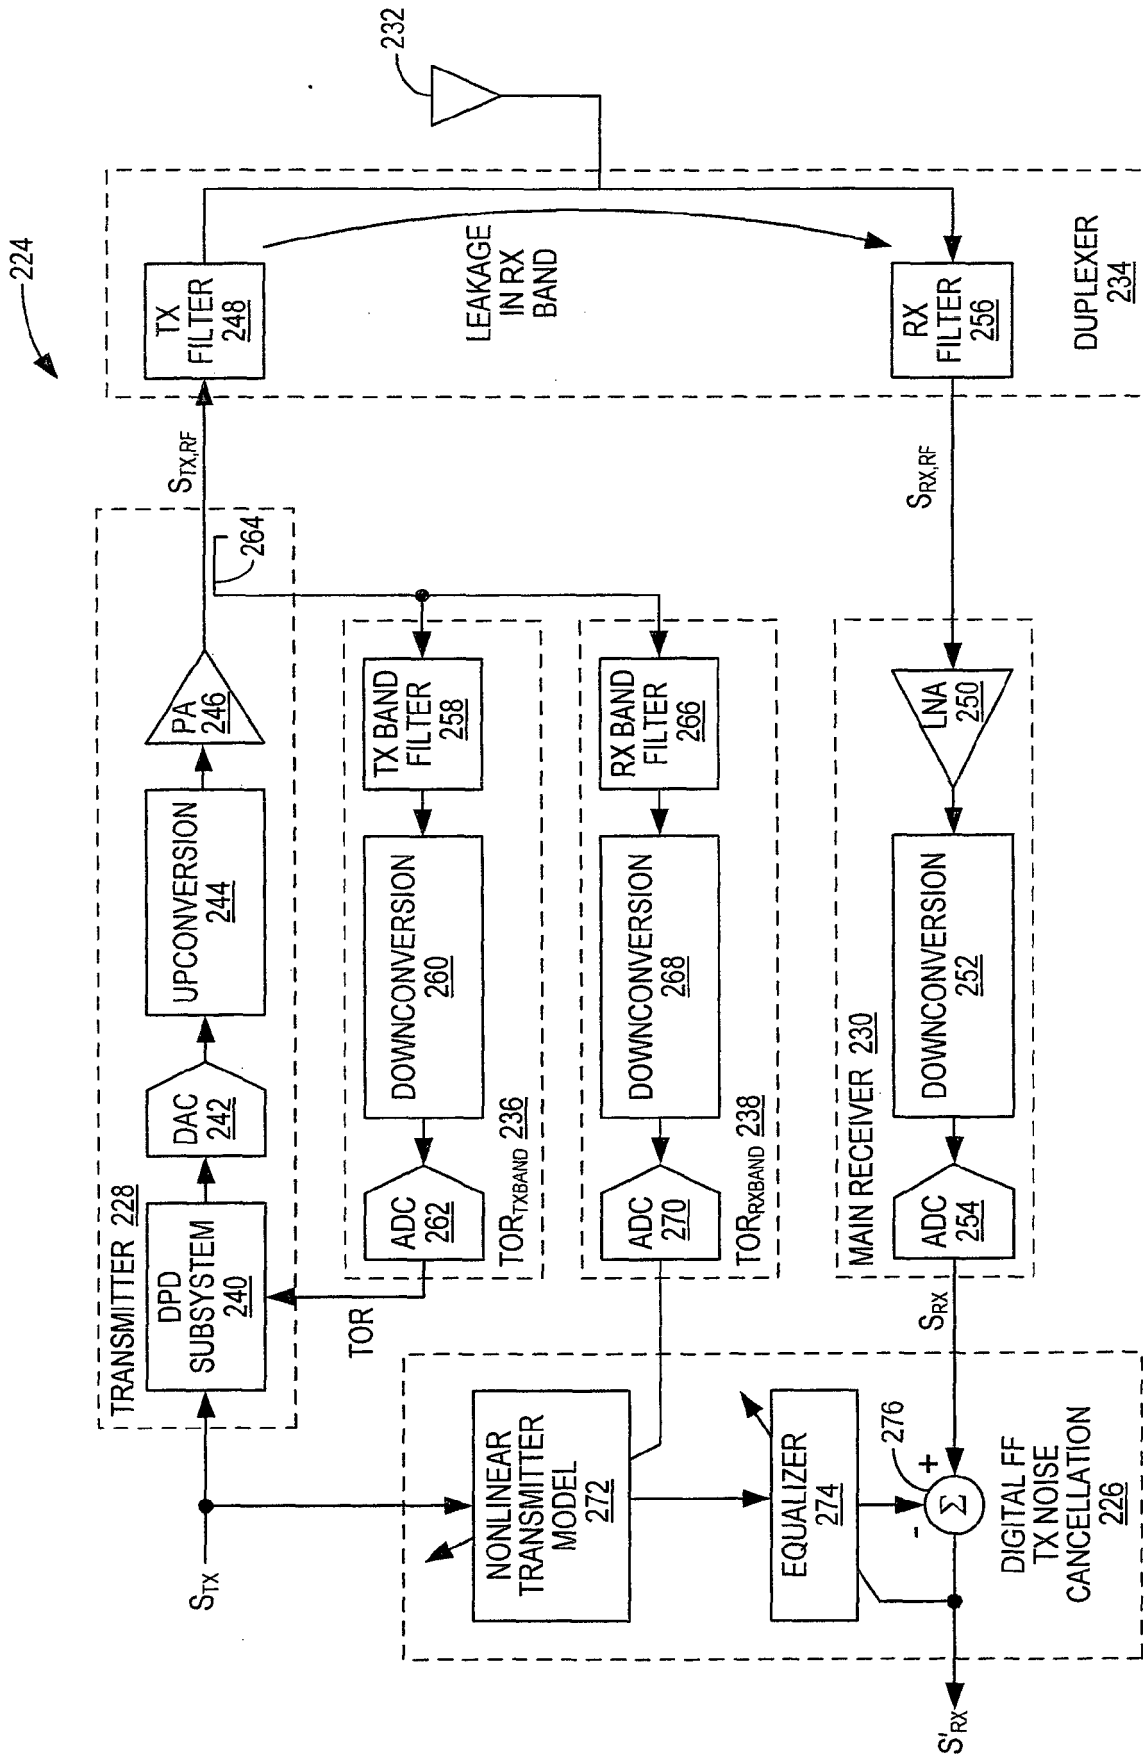 224
232
TRANSMITTER 228
S_TX
DPD
SUBSYSTEM
240
DAC
242
UPCONVERSION
244
PA
246
S_TX,RF
264
TX
FILTER
248
TOR
ADC
262
DOWNCONVERSION
260
TX BAND
FILTER
258
TOR_TXBAND 236
LEAKAGE
IN RX
BAND
NONLINEAR
TRANSMITTER
MODEL
272
ADC
270
DOWNCONVERSION
268
RX BAND
FILTER
266
TOR_RXBAND 238
EQUALIZER
274
276
MAIN RECEIVER 230
+
-
Σ
S_RX
ADC
254
DOWNCONVERSION
252
LNA
250
S_RX,RF
RX
FILTER
256
S'_RX
DIGITAL FF
TX NOISE
CANCELLATION
226
DUPLEXER
234